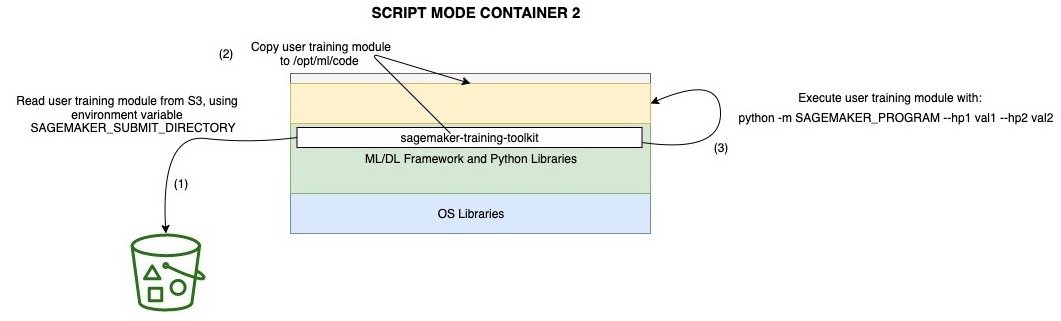 SCRIPT MODE CONTAINER 2
(2)
Copy user training module
to /opt/ml/code
Read user training module from S3, using
environment variable
SAGEMAKER_SUBMIT_DIRECTORY
Execute user training module with:
python -m SAGEMAKER_PROGRAM --hp1 val1 --hp2 val2
sagemaker-training-toolkit
(3)
ML/DL Framework and Python Libraries
(1)
OS Libraries